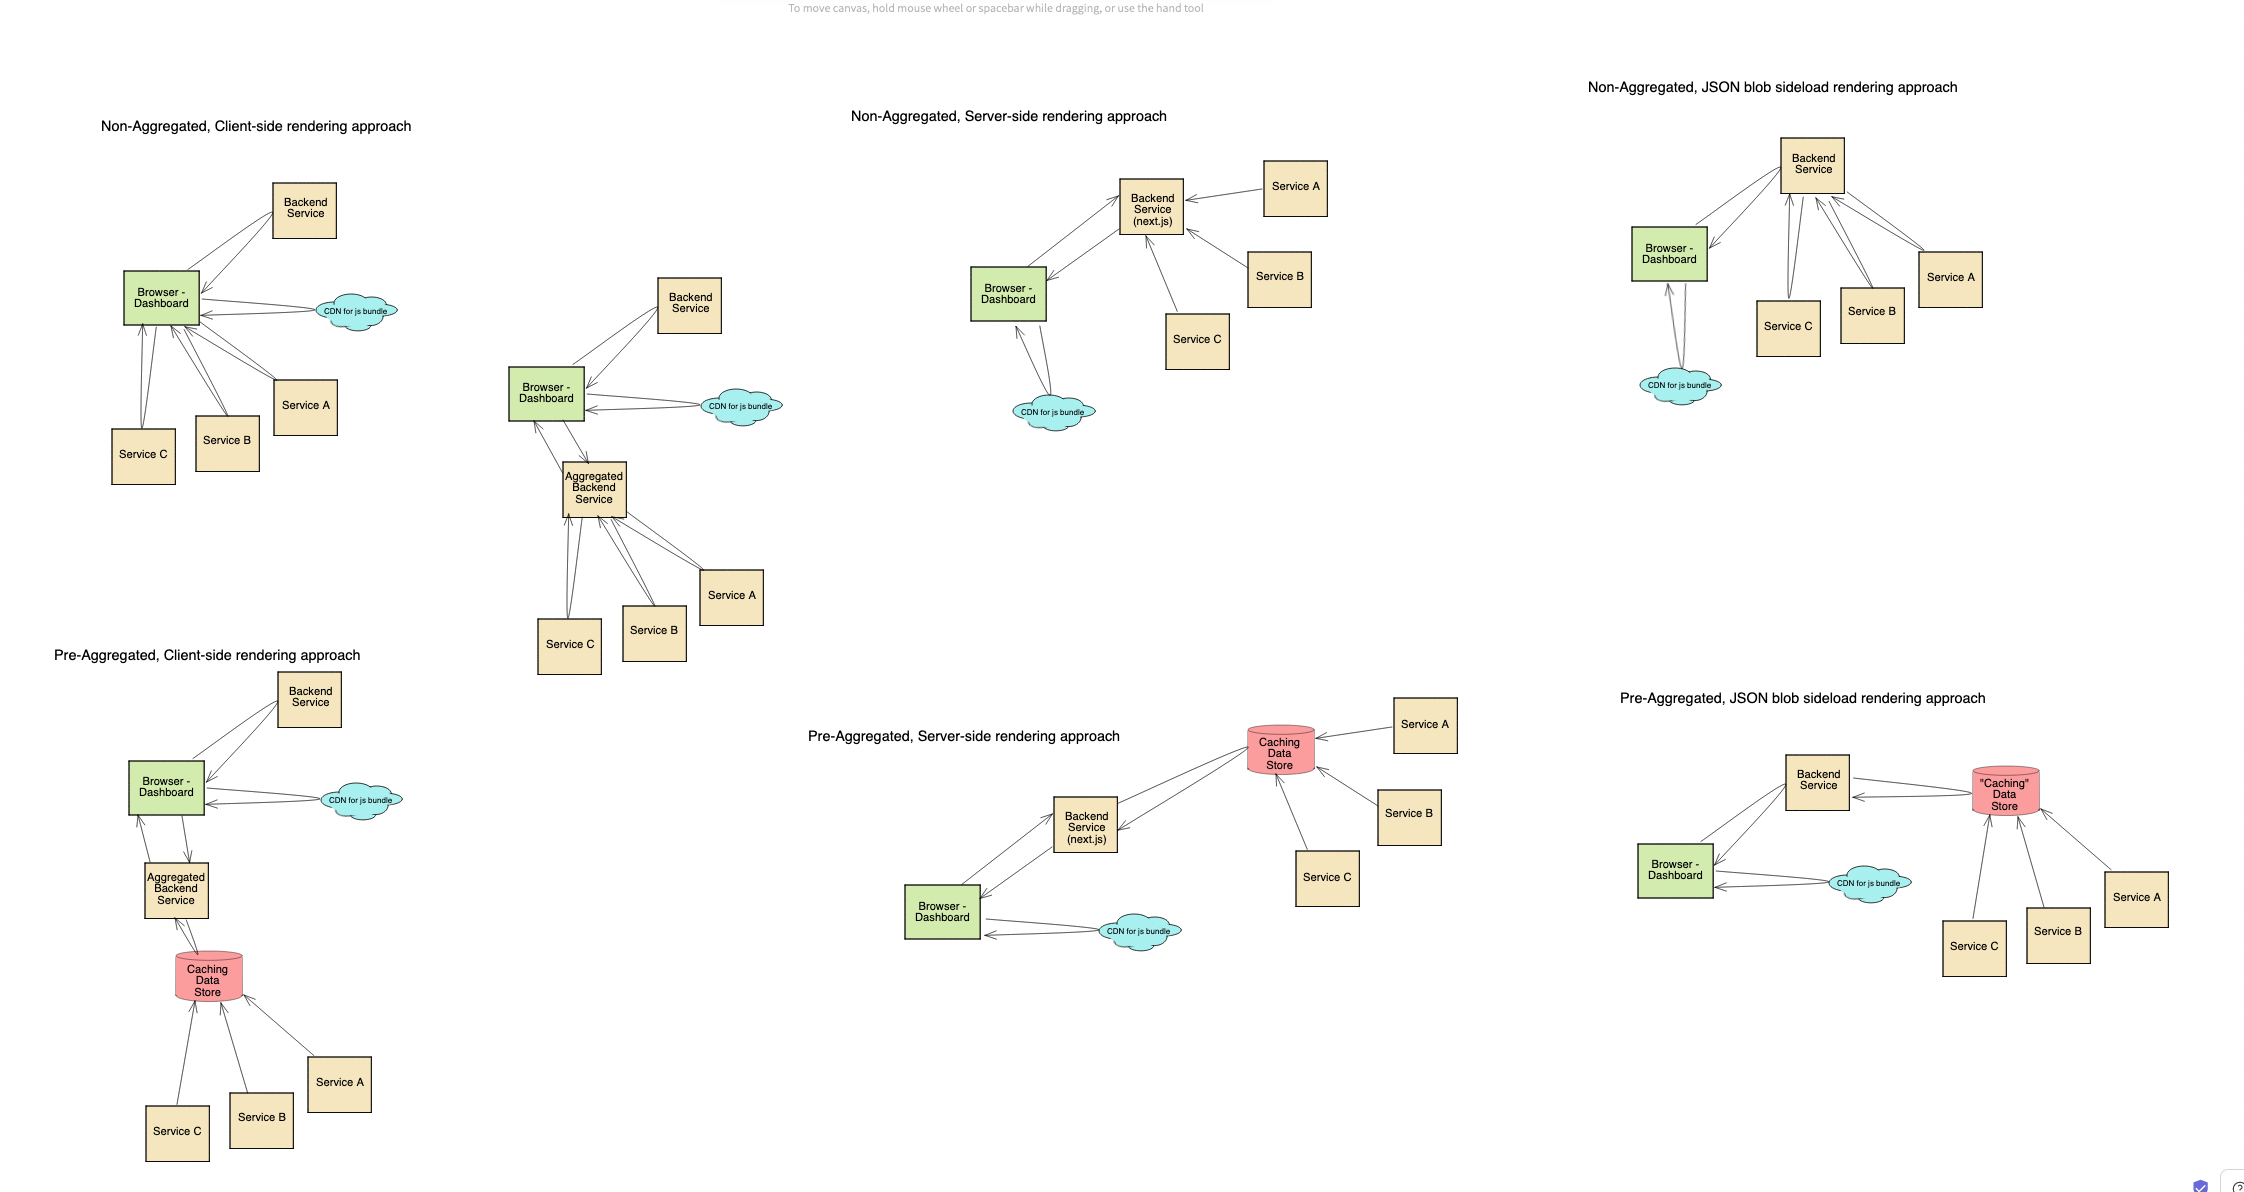 To move canvas, hold mouse wheel or spacebar while dragging, or use the hand tool
Non-Aggregated, Client-side rendering approach
Backend
Service
Browser -
Dashboard
CDN for js bundle
Service A
Service B
Service C
Backend
Service
Browser -
Dashboard
CDN for js bundle
Aggregated
Backend
Service
Service A
Service B
Service C
Non-Aggregated, Server-side rendering approach
Backend
Service
(next.js)
Service A
Service B
Service C
Browser -
Dashboard
CDN for js bundle
Non-Aggregated, JSON blob sideload rendering approach
Backend
Service
Browser -
Dashboard
Service A
Service B
Service C
CDN for js bundle
Pre-Aggregated, Client-side rendering approach
Backend
Service
Browser -
Dashboard
CDN for js bundle
Aggregated
Backend
Service
Caching
Data
Store
Service A
Service B
Service C
Pre-Aggregated, Server-side rendering approach
Caching
Data
Store
Service A
Service B
Service C
Backend
Service
(next.js)
Browser -
Dashboard
CDN for js bundle
Pre-Aggregated, JSON blob sideload rendering approach
Backend
Service
"Caching"
Data
Store
Browser -
Dashboard
CDN for js bundle
Service A
Service B
Service C